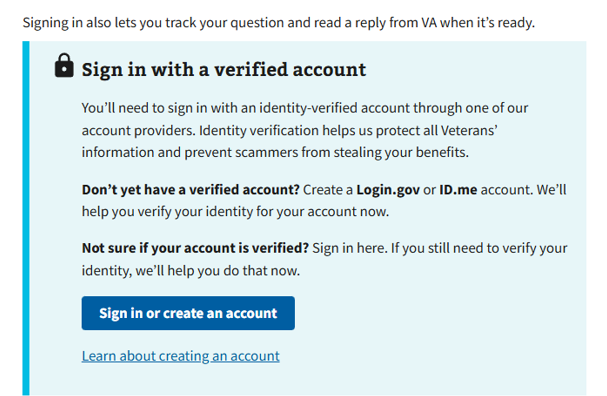 Signing in also lets you track your question and read a reply from VA when it’s ready.
Sign in with a verified account
You’ll need to sign in with an identity-verified account through one of our
account providers. Identity verification helps us protect all Veterans’
information and prevent scammers from stealing your benefits.
Don’t yet have a verified account? Create a Login.gov or ID.me account. We’ll
help you verify your identity for your account now.
Not sure if your account is verified? Sign in here. If you still need to verify your
identity, we’ll help you do that now.
Sign in or create an account
Learn about creating an account